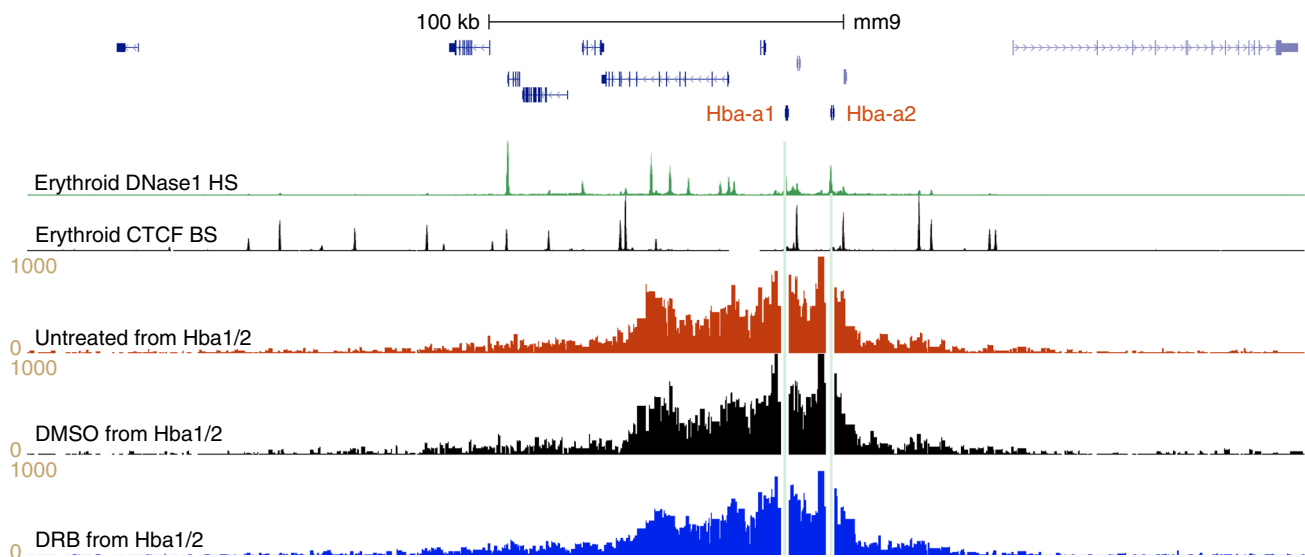 100 kb mm9
Hba-a1 Hba-a2
Erythroid DNase1 HS
Erythroid CTCF BS
1000
Untreated from Hba1/2
0
1000
DMSO from Hba1/2
0
1000
DRB from Hba1/2
0